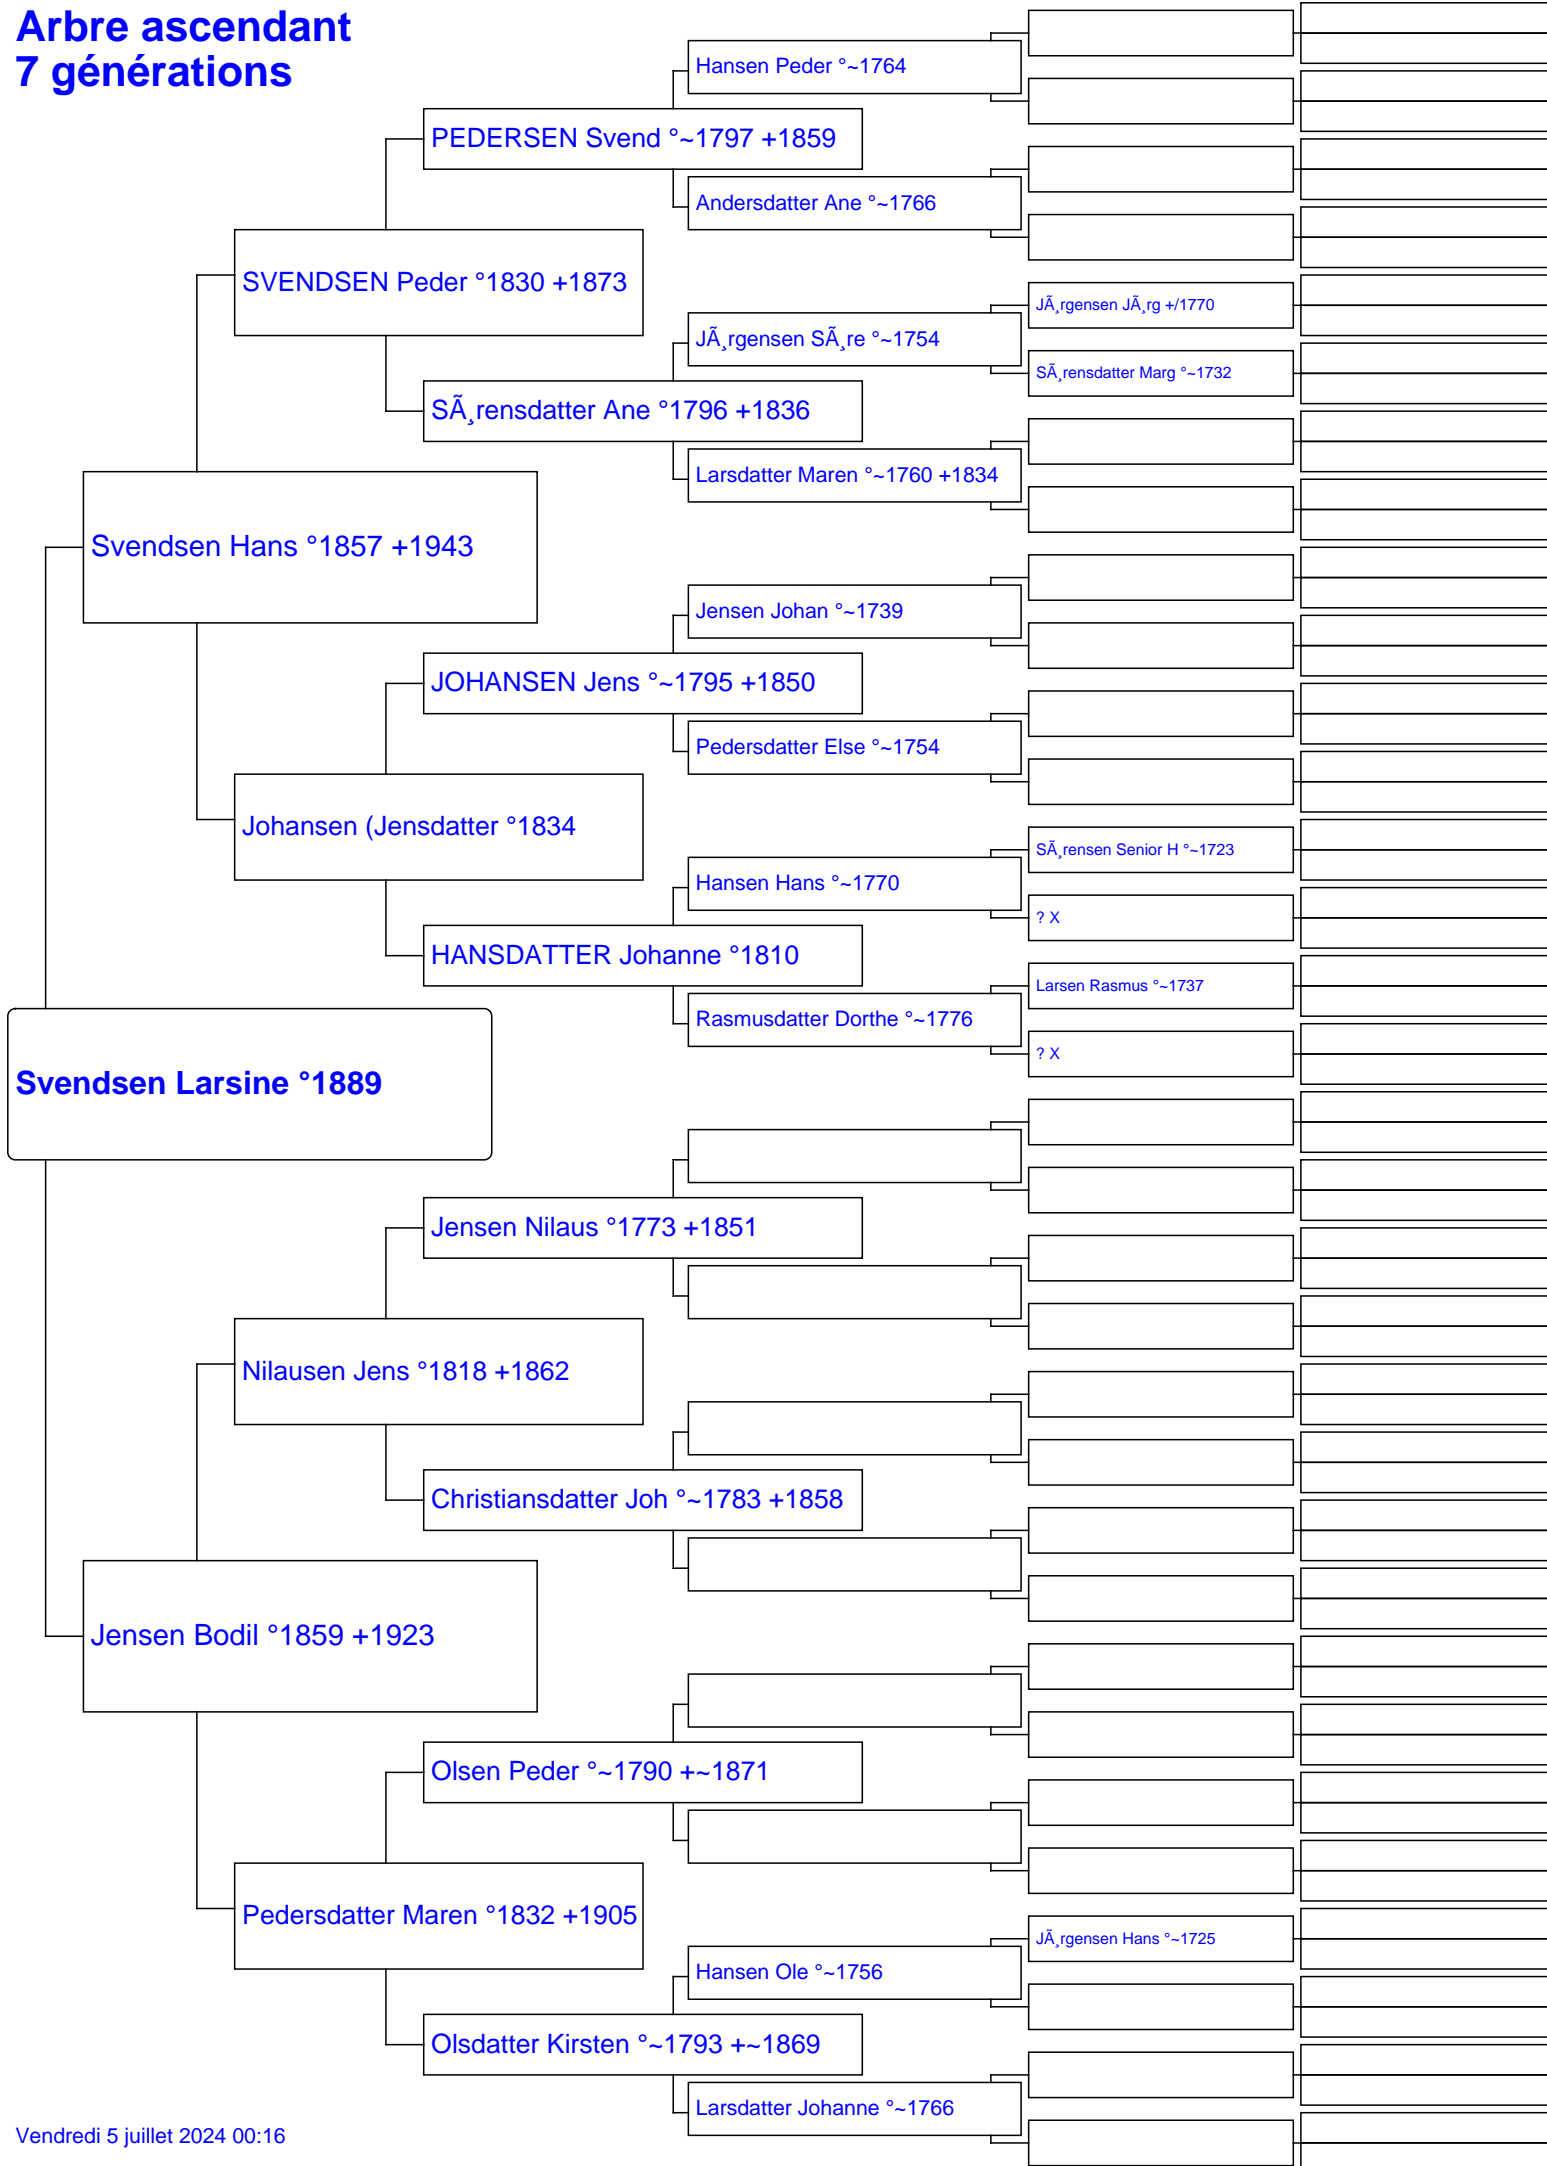 Arbre ascendant
7 générations
Hansen Peder °~1764
PEDERSEN Svend °~1797 +1859
Andersdatter Ane °~1766
SVENDSEN Peder °1830 +1873
JÃ¸rgensen JÃ¸rg +/1770
JÃ¸rgensen SÃ¸re °~1754
SÃ¸rensdatter Marg °~1732
SÃ¸rensdatter Ane °1796 +1836
Larsdatter Maren °~1760 +1834
Svendsen Hans °1857 +1943
Jensen Johan °~1739
JOHANSEN Jens °~1795 +1850
Pedersdatter Else °~1754
Johansen (Jensdatter °1834
SÃ¸rensen Senior H °~1723
Hansen Hans °~1770
? X
HANSDATTER Johanne °1810
Larsen Rasmus °~1737
Rasmusdatter Dorthe °~1776
? X
Svendsen Larsine °1889
Jensen Nilaus °1773 +1851
Nilausen Jens °1818 +1862
Christiansdatter Joh °~1783 +1858
Jensen Bodil °1859 +1923
Olsen Peder °~1790 +~1871
Pedersdatter Maren °1832 +1905
JÃ¸rgensen Hans °~1725
Hansen Ole °~1756
Olsdatter Kirsten °~1793 +~1869
Larsdatter Johanne °~1766
Vendredi 5 juillet 2024 00:16